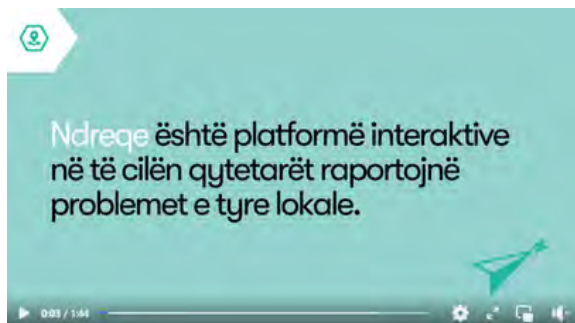 Ndreqe është platformë interaktive
në të cilën qytetarët raportojnë
problemet e tyre lokale.
0:03 / 1:44